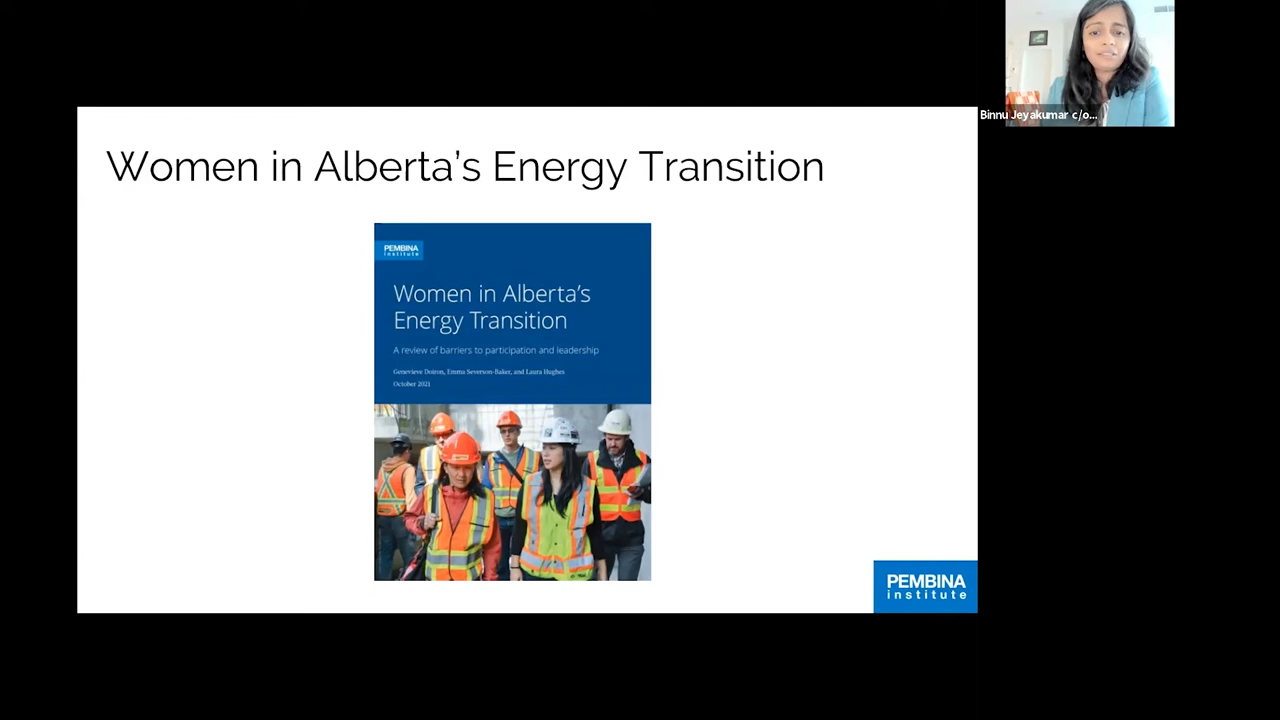 Binnu Jeyakumar c/o...
Women in Alberta's Energy Transition
PEMBINA
institute
Women in Alberta's
Energy Transition
A review of barriers to participation and leadership
Genevieve Doiron, Emma Severson-Baker, and Laura Hughes
October 2021
PEMBINA
institute